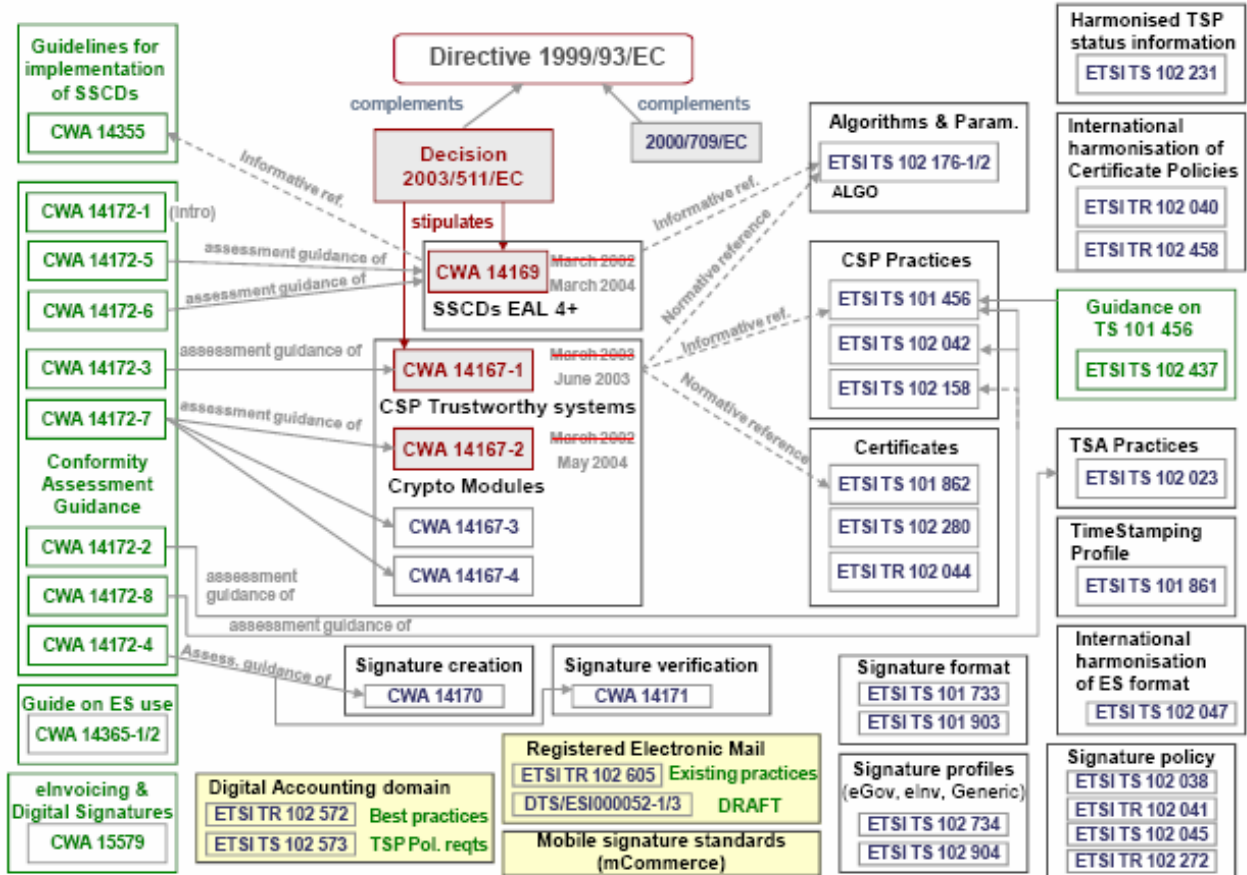 Guidelines for
implementation
of SSCDs
CWA 14355
CWA 14172-1
(Intro)
CWA 14172-5
CWA 14172-6
CWA 14172-3
CWA 14172-7
Conformity
Assessment
Guidance
CWA 14172-2
CWA 14172-8
CWA 14172-4
Guide on ES use
CWA 14365-1/2
eInvoicing &
Digital Signatures
CWA 15579
Directive 1999/93/EC
complements
complements
Decision
2003/511/EC
2000/709/EC
stipulates
Informative ref.
assessment guidance of
assessment guidance of
assessment guidance of
assessment guidance of
assessment
guidance of
assessment guidance of
Assess. guidance of
CWA 14169
March 2002
March 2004
SSCDs EAL 4+
CWA 14167-1
March 2003
June 2003
CSP Trustworthy systems
CWA 14167-2
March 2002
May 2004
Crypto Modules
CWA 14167-3
CWA 14167-4
Informative ref.
Normative reference
Informative ref.
Normative reference
Signature creation
CWA 14170
Signature verification
CWA 14171
Digital Accounting domain
ETSI TR 102 572
Best practices
ETSI TS 102 573
TSP Pol. reqts
Registered Electronic Mail
ETSI TR 102 605
Existing practices
DTS/ESI000052-1/3
DRAFT
Mobile signature standards
(mCommerce)
Algorithms & Param.
ETSI TS 102 176-1/2
ALGO
CSP Practices
ETSI TS 101 456
ETSI TS 102 042
ETSI TS 102 158
Certificates
ETSI TS 101 862
ETSI TS 102 280
ETSI TR 102 044
Signature format
ETSI TS 101 733
ETSI TS 101 903
Signature profiles
(eGov, eInv, Generic)
ETSI TS 102 734
ETSI TS 102 904
Harmonised TSP
status information
ETSI TS 102 231
International
harmonisation of
Certificate Policies
ETSI TR 102 040
ETSI TR 102 458
Guidance on
TS 101 456
ETSI TS 102 437
TSA Practices
ETSI TS 102 023
TimeStamping
Profile
ETSI TS 101 861
International
harmonisation
of ES format
ETSI TS 102 047
Signature policy
ETSI TS 102 038
ETSI TR 102 041
ETSI TS 102 045
ETSI TR 102 272